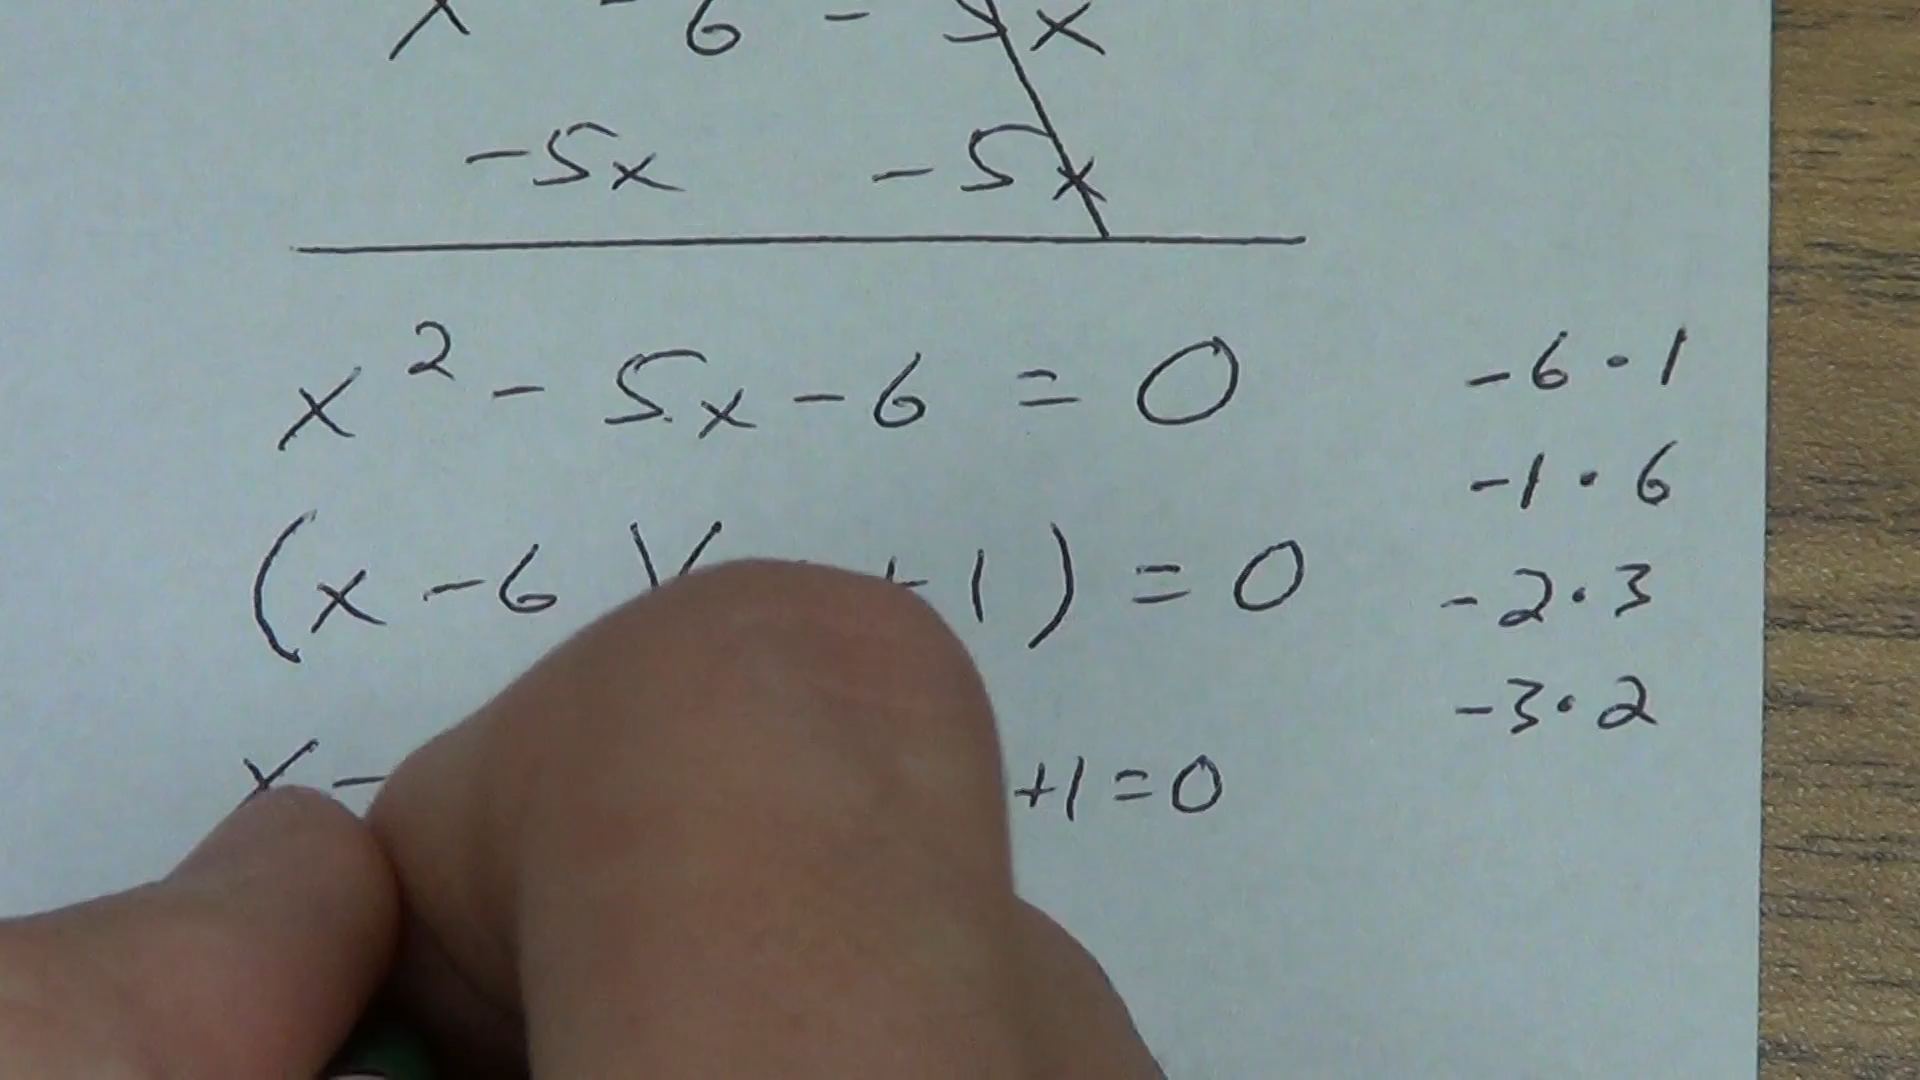 x - 6 - 5x
-5x -5x
x² - 5x - 6 = 0
(x - 6)( + 1) = 0
x - +1 = 0
-6 · 1
-1 · 6
-2 · 3
-3 · 2